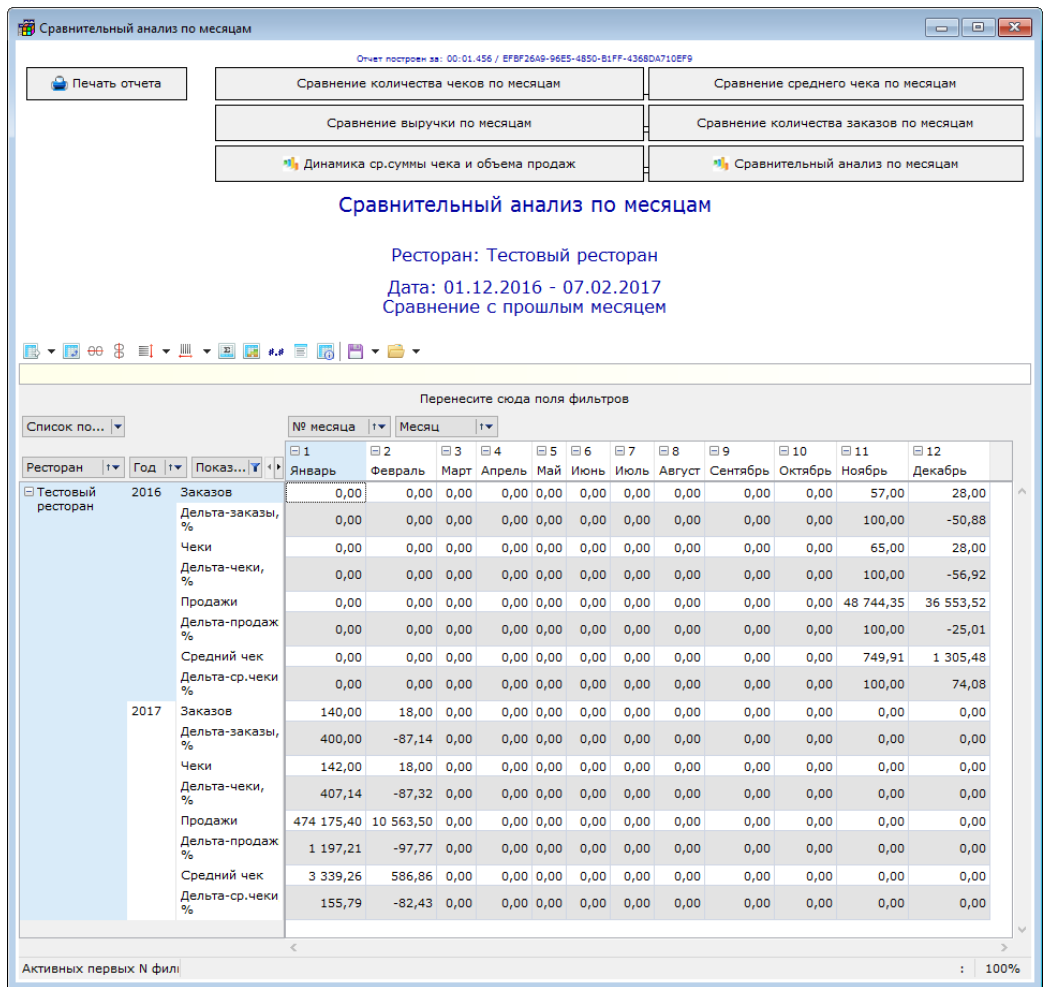 Сравнительный анализ по месяцам
Отчет построен за: 00:01.456 / EFBF26A9-96E5-4850-B1FF-4368DA710EF9
Печать отчета
Сравнение количества чеков по месяцам
Сравнение среднего чека по месяцам
Сравнение выручки по месяцам
Сравнение количества заказов по месяцам
Динамика ср.суммы чека и объема продаж
Сравнительный анализ по месяцам
Сравнительный анализ по месяцам
Ресторан: Тестовый ресторан
Дата: 01.12.2016 - 07.02.2017
Сравнение с прошлым месяцем
Перенесите сюда поля фильтров
Список по... № месяца Месяц
1 2 3 4 5 6 7 8 9 10 11 12
Ресторан Год Показ... Январь Февраль Март Апрель Май Июнь Июль Август Сентябрь Октябрь Ноябрь Декабрь
Тестовый ресторан 2016 Заказов 0,00 0,00 0,00 0,00 0,00 0,00 0,00 0,00 0,00 0,00 57,00 28,00
Дельта-заказы, % 0,00 0,00 0,00 0,00 0,00 0,00 0,00 0,00 0,00 0,00 100,00 -50,88
Чеки 0,00 0,00 0,00 0,00 0,00 0,00 0,00 0,00 0,00 0,00 65,00 28,00
Дельта-чеки, % 0,00 0,00 0,00 0,00 0,00 0,00 0,00 0,00 0,00 0,00 100,00 -56,92
Продажи 0,00 0,00 0,00 0,00 0,00 0,00 0,00 0,00 0,00 0,00 48 744,35 36 553,52
Дельта-продаж % 0,00 0,00 0,00 0,00 0,00 0,00 0,00 0,00 0,00 0,00 100,00 -25,01
Средний чек 0,00 0,00 0,00 0,00 0,00 0,00 0,00 0,00 0,00 0,00 749,91 1 305,48
Дельта-ср.чеки % 0,00 0,00 0,00 0,00 0,00 0,00 0,00 0,00 0,00 0,00 100,00 74,08
2017 Заказов 140,00 18,00 0,00 0,00 0,00 0,00 0,00 0,00 0,00 0,00 0,00 0,00
Дельта-заказы, % 400,00 -87,14 0,00 0,00 0,00 0,00 0,00 0,00 0,00 0,00 0,00 0,00
Чеки 142,00 18,00 0,00 0,00 0,00 0,00 0,00 0,00 0,00 0,00 0,00 0,00
Дельта-чеки, % 407,14 -87,32 0,00 0,00 0,00 0,00 0,00 0,00 0,00 0,00 0,00 0,00
Продажи 474 175,40 10 563,50 0,00 0,00 0,00 0,00 0,00 0,00 0,00 0,00 0,00 0,00
Дельта-продаж % 1 197,21 -97,77 0,00 0,00 0,00 0,00 0,00 0,00 0,00 0,00 0,00 0,00
Средний чек 3 339,26 586,86 0,00 0,00 0,00 0,00 0,00 0,00 0,00 0,00 0,00 0,00
Дельта-ср.чеки % 155,79 -82,43 0,00 0,00 0,00 0,00 0,00 0,00 0,00 0,00 0,00 0,00
Активных первых N фил : 100%